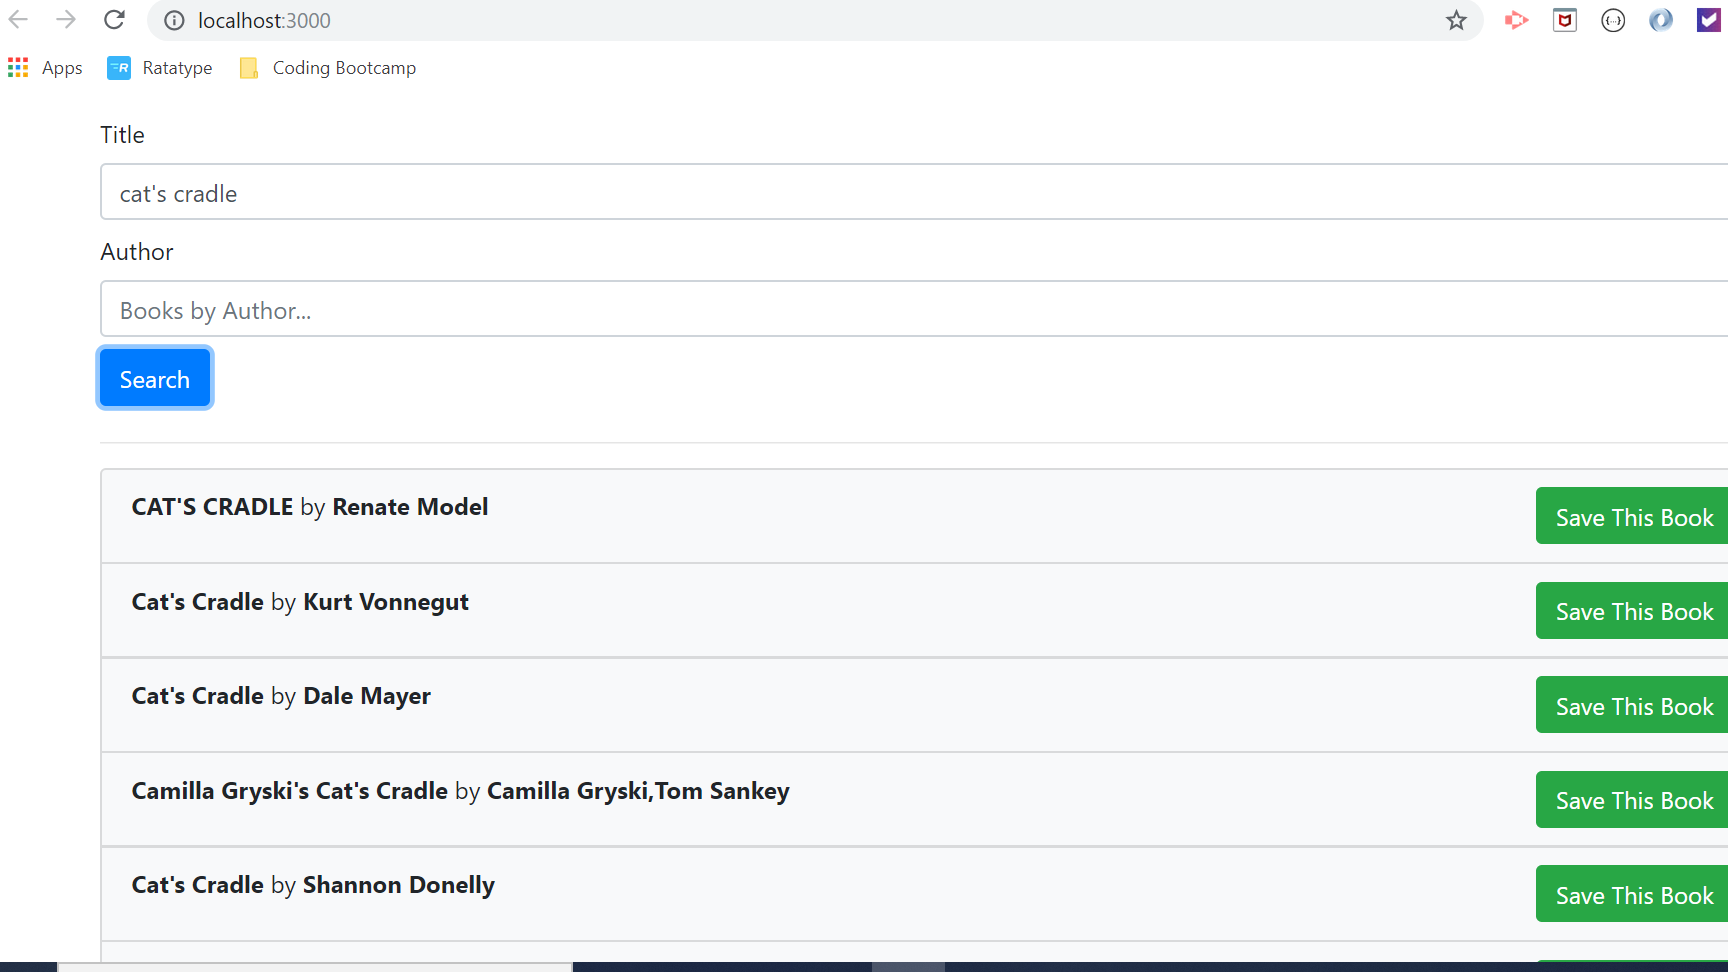 localhost:3000
Apps Ratatype Coding Bootcamp
Title
cat's cradle
Author
Books by Author...
Search
CAT'S CRADLE by Renate Model Save This Book
Cat's Cradle by Kurt Vonnegut Save This Book
Cat's Cradle by Dale Mayer Save This Book
Camilla Gryski's Cat's Cradle by Camilla Gryski,Tom Sankey Save This Book
Cat's Cradle by Shannon Donelly Save This Book